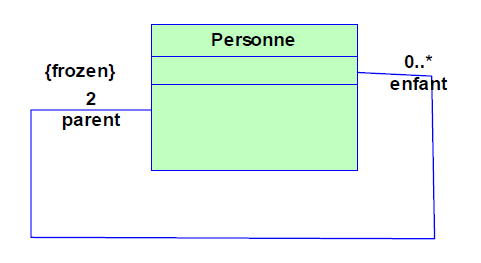 Personne
{frozen}
2
parent
0..*
enfant